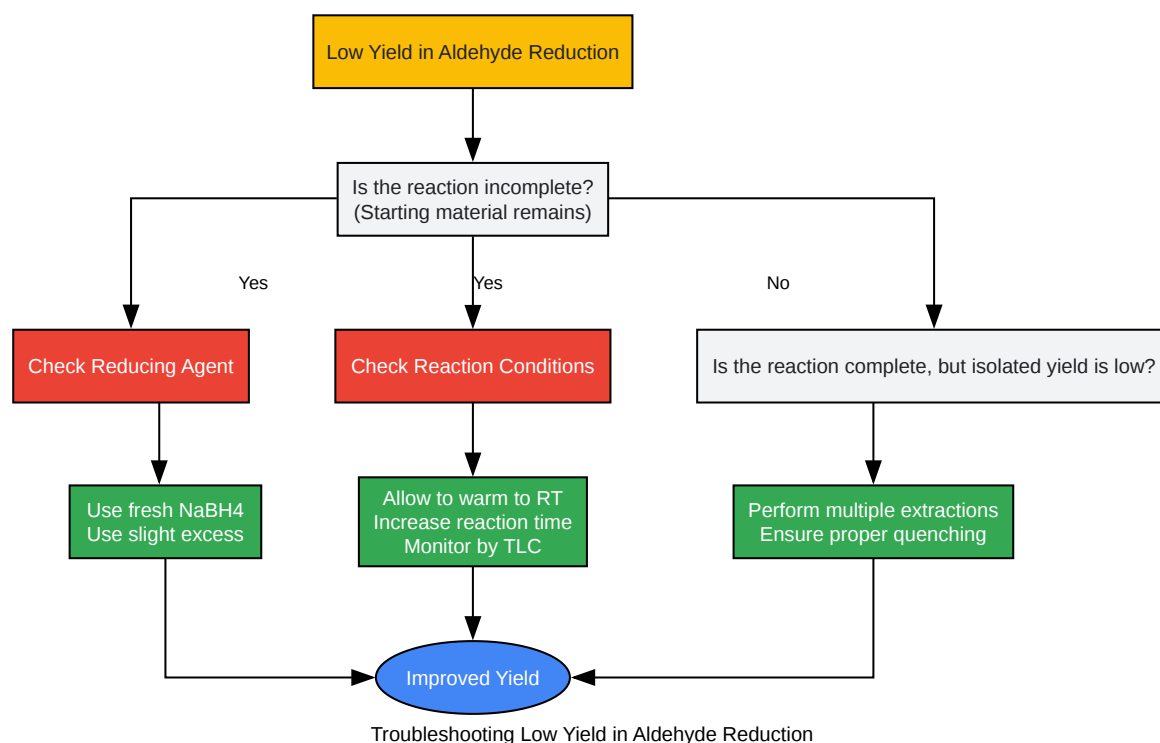 Low Yield in Aldehyde Reduction
Is the reaction incomplete?
(Starting material remains)
Yes
Yes
No
Check Reducing Agent
Check Reaction Conditions
Is the reaction complete, but isolated yield is low?
Use fresh NaBH4
Use slight excess
Allow to warm to RT
Increase reaction time
Monitor by TLC
Perform multiple extractions
Ensure proper quenching
Improved Yield
Troubleshooting Low Yield in Aldehyde Reduction